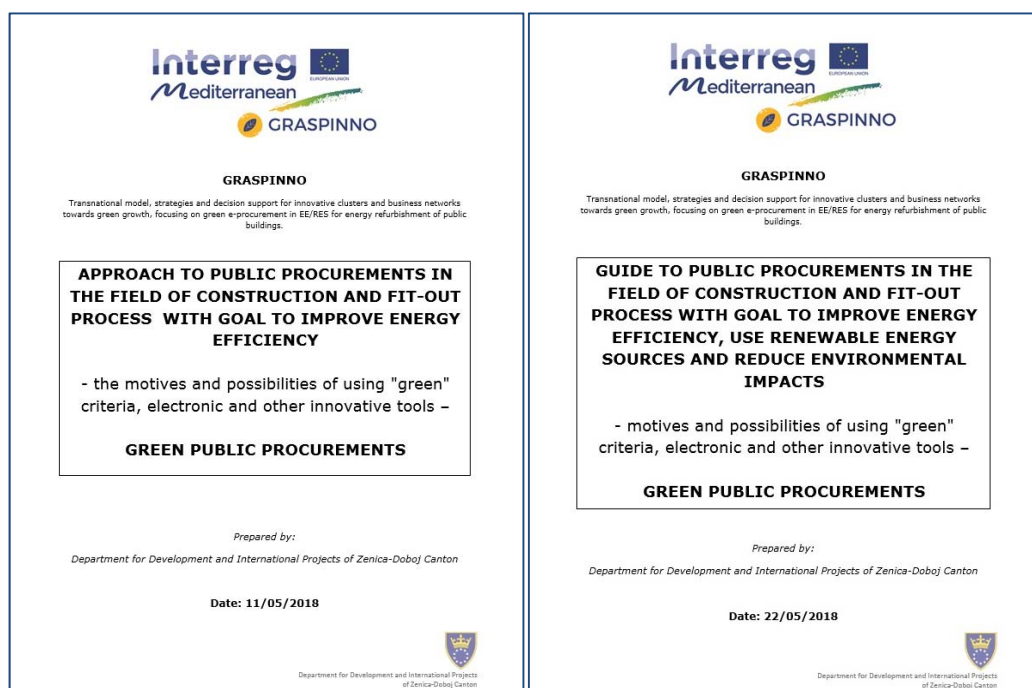 Interreg
EUROPEAN UNION
Mediterranean
GRASPINNO
GRASPINNO
Transnational model, strategies and decision support for innovative clusters and business networks
towards green growth, focusing on green e-procurement in EE/RES for energy refurbishment of public
buildings.
APPROACH TO PUBLIC PROCUREMENTS IN
THE FIELD OF CONSTRUCTION AND FIT-OUT
PROCESS WITH GOAL TO IMPROVE ENERGY
EFFICIENCY
- the motives and possibilities of using "green"
criteria, electronic and other innovative tools –
GREEN PUBLIC PROCUREMENTS
Prepared by:
Department for Development and International Projects of Zenica-Doboj Canton
Date: 11/05/2018
Department for Development and International Projects
of Zenica-Doboj Canton
Interreg
EUROPEAN UNION
Mediterranean
GRASPINNO
GRASPINNO
Transnational model, strategies and decision support for innovative clusters and business networks
towards green growth, focusing on green e-procurement in EE/RES for energy refurbishment of public
buildings.
GUIDE TO PUBLIC PROCUREMENTS IN THE
FIELD OF CONSTRUCTION AND FIT-OUT
PROCESS WITH GOAL TO IMPROVE ENERGY
EFFICIENCY, USE RENEWABLE ENERGY
SOURCES AND REDUCE ENVIRONMENTAL
IMPACTS
- motives and possibilities of using "green"
criteria, electronic and other innovative tools –
GREEN PUBLIC PROCUREMENTS
Prepared by:
Department for Development and International Projects of Zenica-Doboj Canton
Date: 22/05/2018
Department for Development and International Projects
of Zenica-Doboj Canton